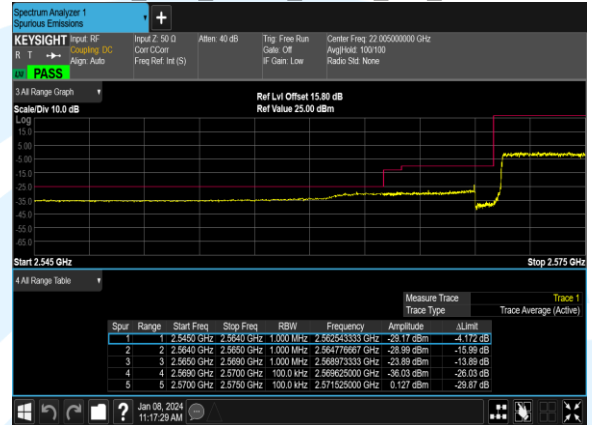 Spectrum Analyzer 1
Spurious Emissions
KEYSIGHT Input: RF Input Z: 50 Ω Atten: 40 dB Trig: Free Run Center Freq: 22.005000000 GHz
R T Coupling: DC Corr CCorr Gate: Off Avg|Hold: 100/100
Align: Auto Freq Ref: Int (S) IF Gain: Low Radio Std: None
PASS
3 All Range Graph
Ref Lvl Offset 15.80 dB
Scale/Div 10.0 dB Ref Value 25.00 dBm
Log
15.0
5.00
-5.00
-15.0
-25.0
-35.0
-45.0
-55.0
-65.0
Start 2.545 GHz Stop 2.575 GHz
4 All Range Table
Measure Trace Trace 1
Trace Type Trace Average (Active)
Spur Range Start Freq Stop Freq RBW Frequency Amplitude ΔLimit
1 1 2.5450 GHz 2.5640 GHz 1.000 MHz 2.562543333 GHz -29.17 dBm -4.172 dB
2 2 2.5640 GHz 2.5650 GHz 1.000 MHz 2.564776667 GHz -28.99 dBm -15.99 dB
3 3 2.5650 GHz 2.5690 GHz 1.000 MHz 2.568973333 GHz -23.89 dBm -13.89 dB
4 4 2.5690 GHz 2.5700 GHz 100.0 kHz 2.569625000 GHz -36.03 dBm -26.03 dB
5 5 2.5700 GHz 2.5750 GHz 100.0 kHz 2.571525000 GHz 0.127 dBm -29.87 dB
?
Jan 08, 2024
11:17:29 AM